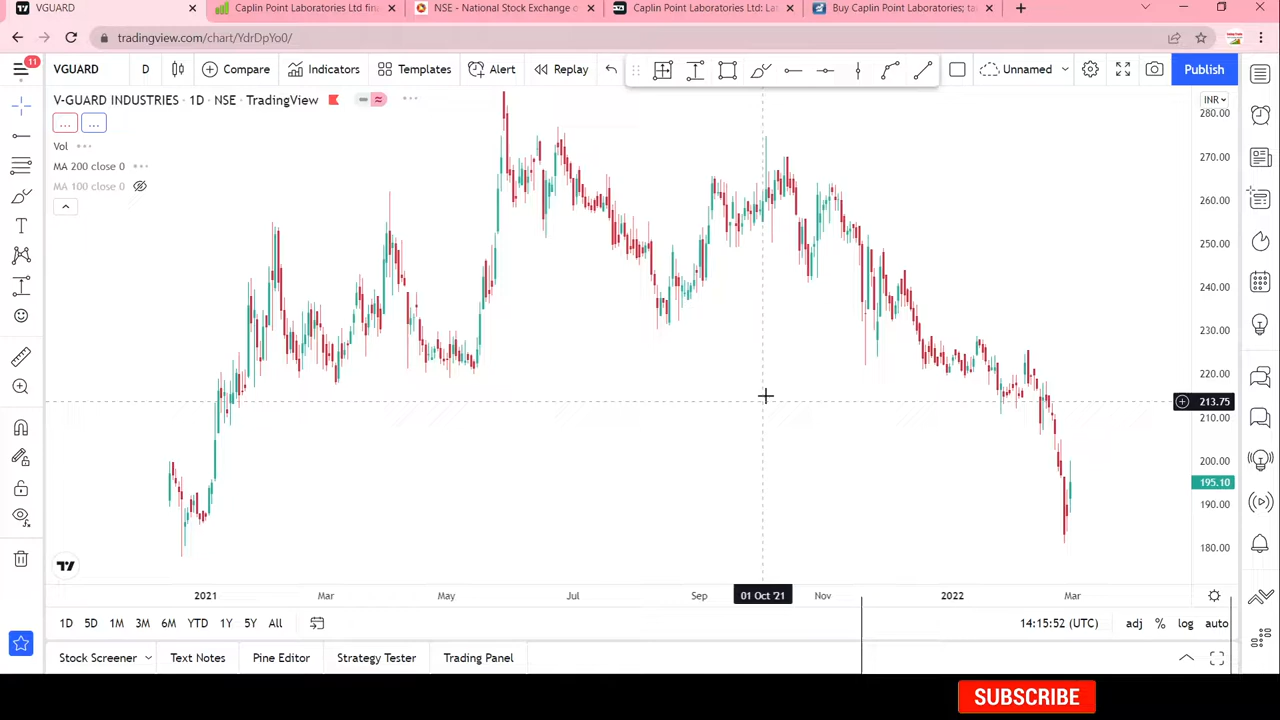 VGUARD
Caplin Point Laboratories Ltd fin
NSE - National Stock Exchange o
Caplin Point Laboratories Ltd: Lat
Buy Caplin Point Laboratories; ta
tradingview.com/chart/YdrDpYo0/
11
VGUARD
D
Compare
Indicators
Templates
Alert
Replay
Unnamed
Publish
V-GUARD INDUSTRIES · 1D · NSE · TradingView
INR
...
...
Vol
MA 200 close 0
MA 100 close 0
280.00
270.00
260.00
250.00
240.00
230.00
220.00
213.75
210.00
200.00
195.10
190.00
180.00
2021
Mar
May
Jul
Sep
01 Oct '21
Nov
2022
Mar
1D
5D
1M
3M
6M
YTD
1Y
5Y
All
14:15:52 (UTC)
adj
%
log
auto
Stock Screener
Text Notes
Pine Editor
Strategy Tester
Trading Panel
SUBSCRIBE